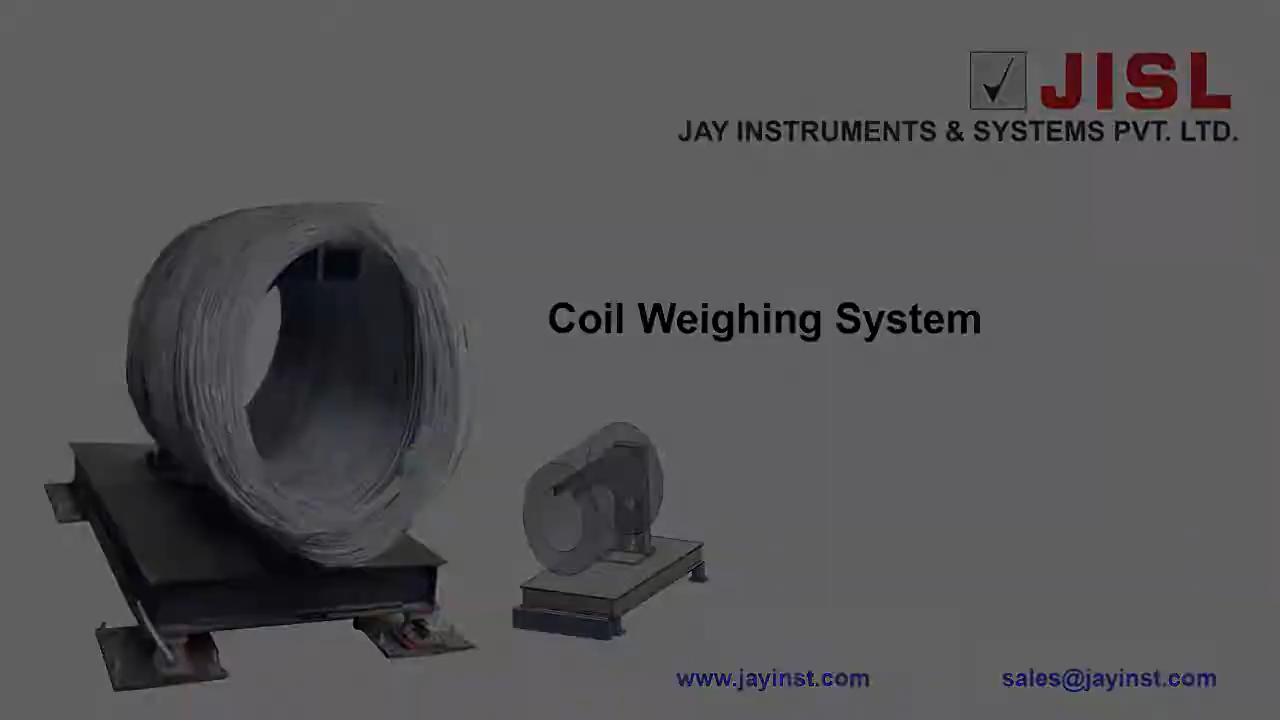 JISL
JAY INSTRUMENTS & SYSTEMS PVT. LTD.
Coil Weighing System
www.jayinst.com
sales@jayinst.com